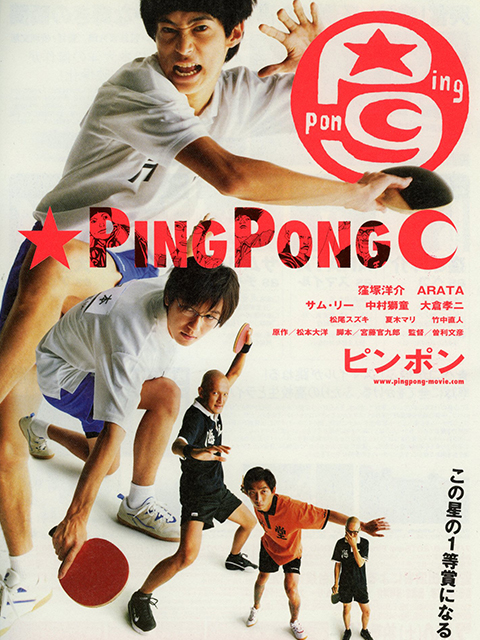 Ping
pong
PINGPONG
窪塚洋介 ARATA
サム・リー 中村獅童 大倉孝二
松尾スズキ 夏木マリ 竹中直人
原作／松本大洋 脚本／宮藤官九郎 監督／曽利文彦
ピンポン
www.pingpong-movie.com
この星の1等賞になる
本